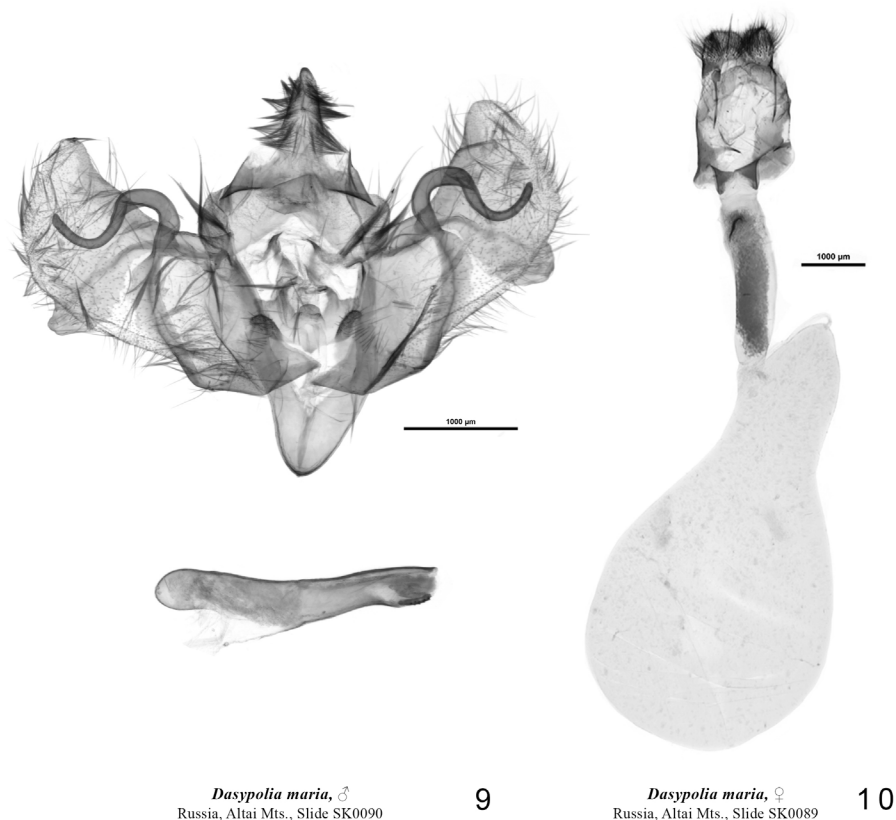 1000 µm
1000 µm
Dasypolia maria, ♂
Russia, Altai Mts., Slide SK0090
9
Dasypolia maria, ♀
Russia, Altai Mts., Slide SK0089
10